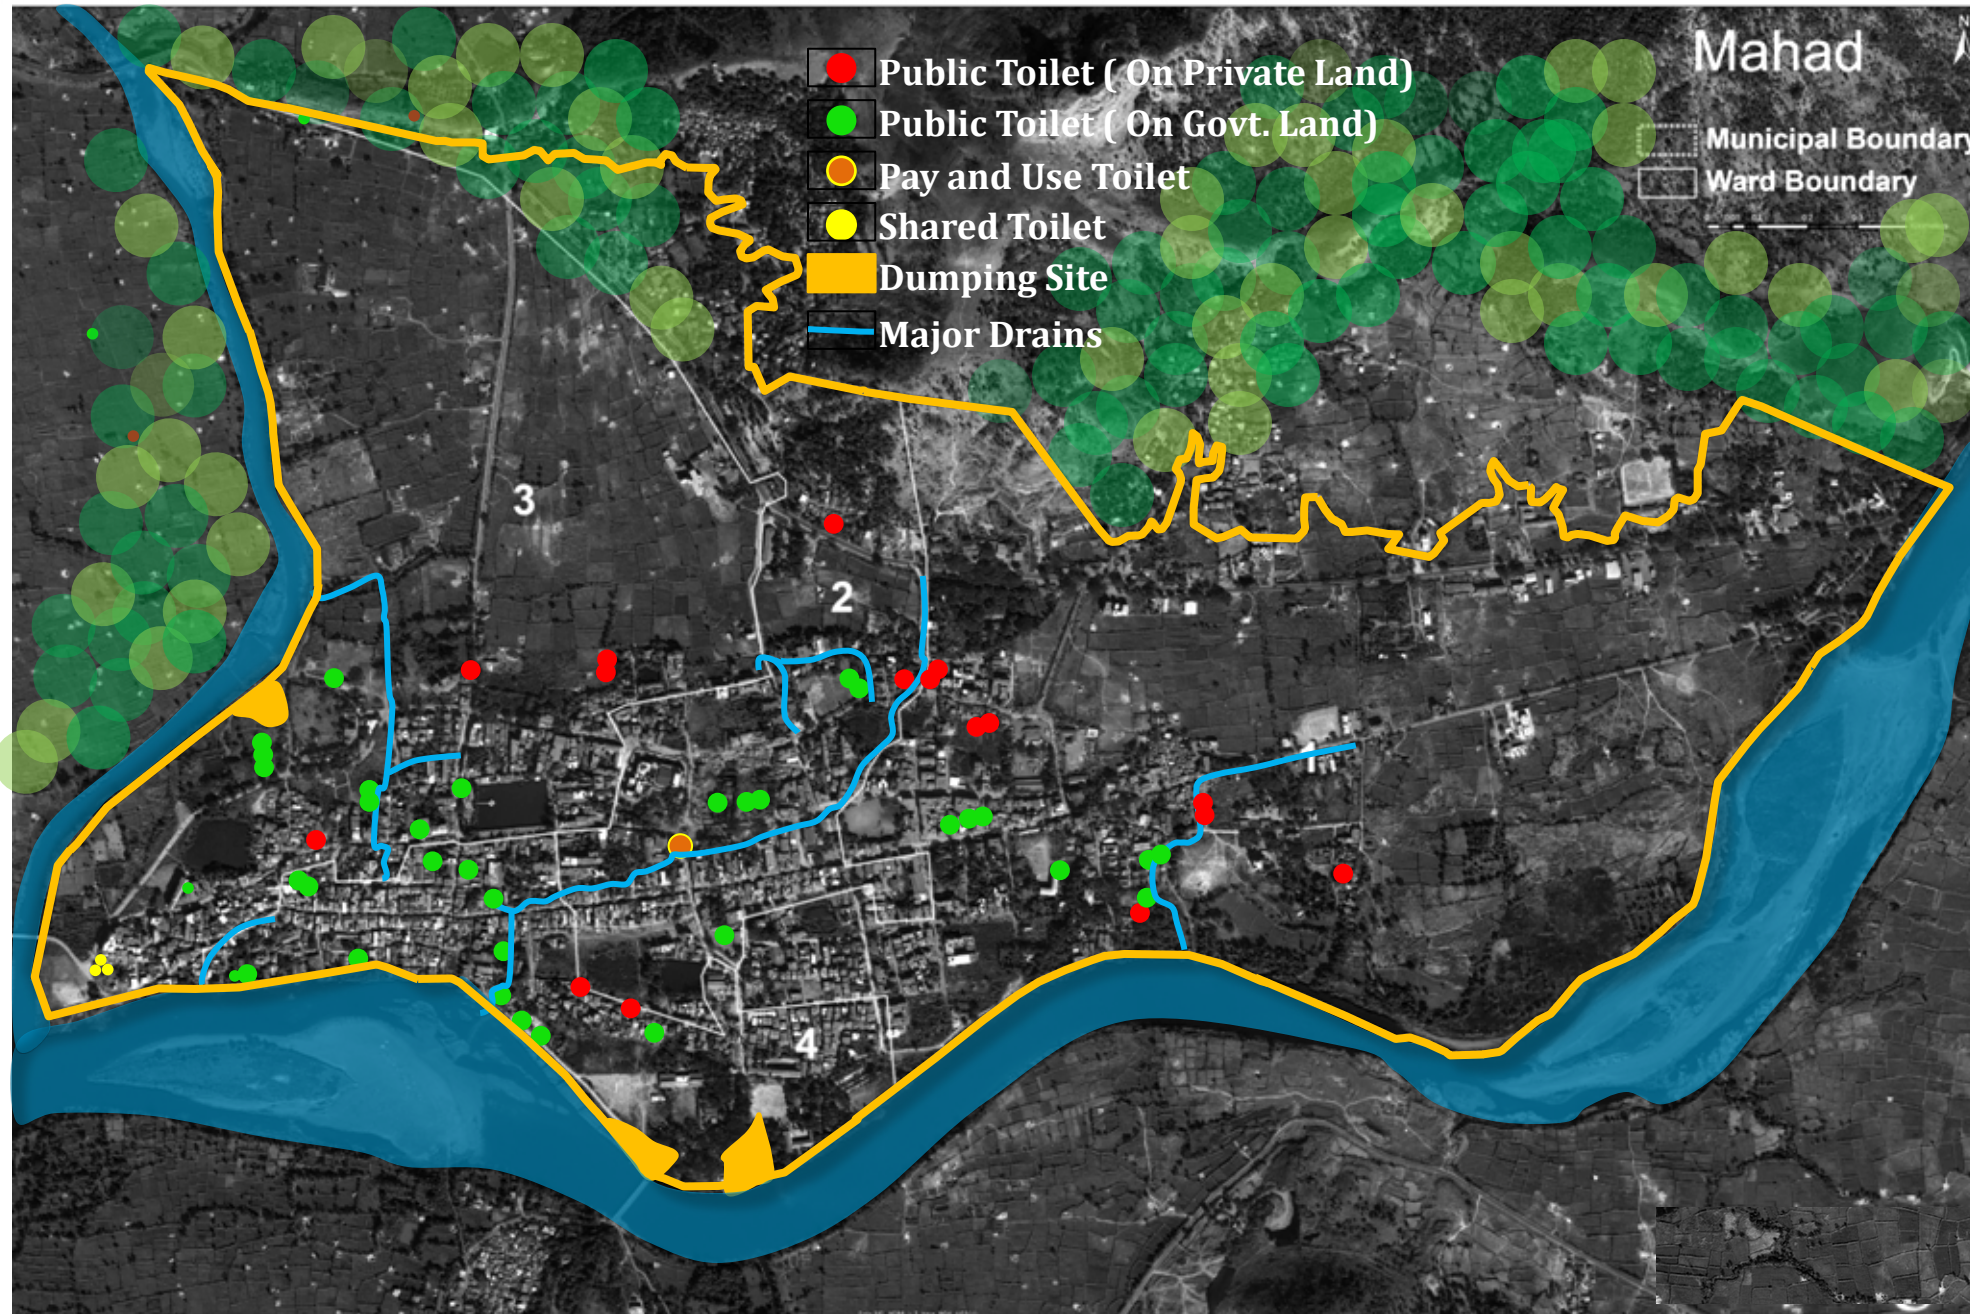 Mahad
N
Public Toilet ( On Private Land)
Public Toilet ( On Govt. Land)
Pay and Use Toilet
Shared Toilet
Dumping Site
Major Drains
Municipal Boundary
Ward Boundary
3
2
4